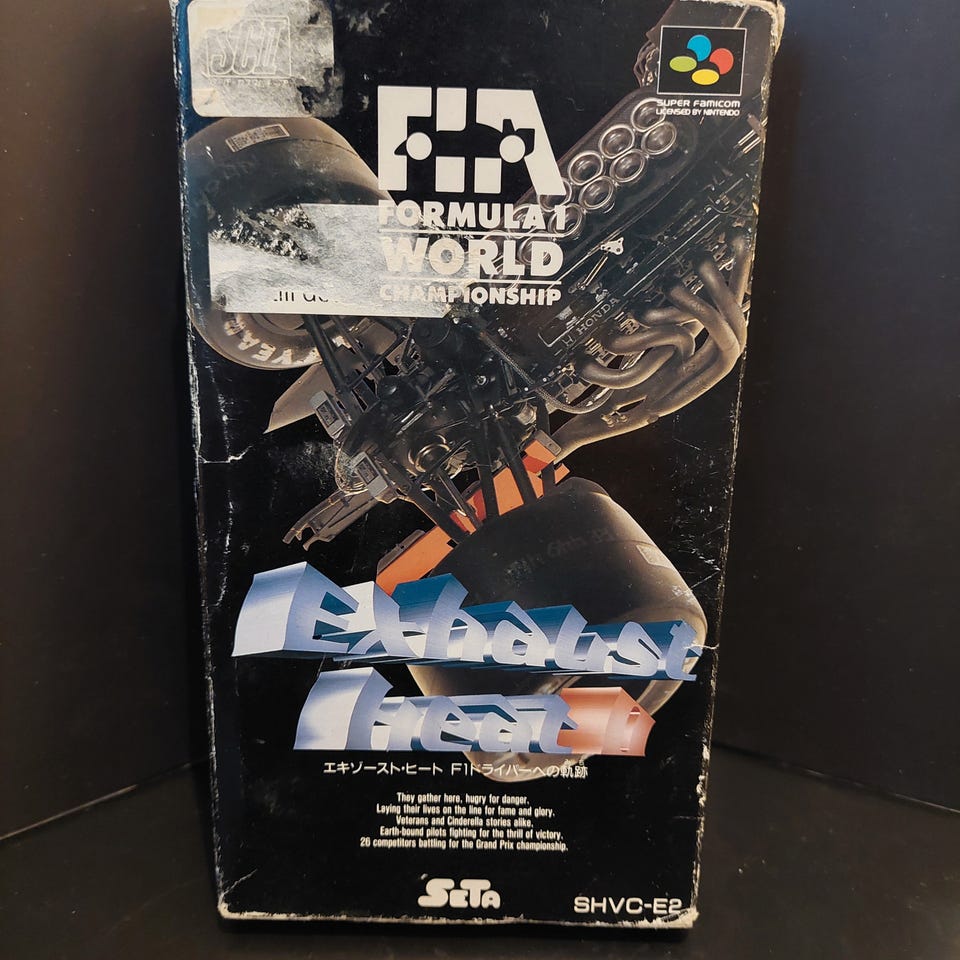 SUPER FAMICOM
LICENSED BY NINTENDO
FIA
FORMULA 1
WORLD
CHAMPIONSHIP
HONDA
YEAR
Exhaust
Heat II
エキゾースト・ヒート F1ドライバーへの軌跡
They gather here, hugry for danger.
Laying their lives on the line for fame and glory.
Veterans and Cinderella stories alike.
Earth-bound pilots fighting for the thrill of victory.
26 competitors battling for the Grand Prix championship.
SETA
SHVC-E2